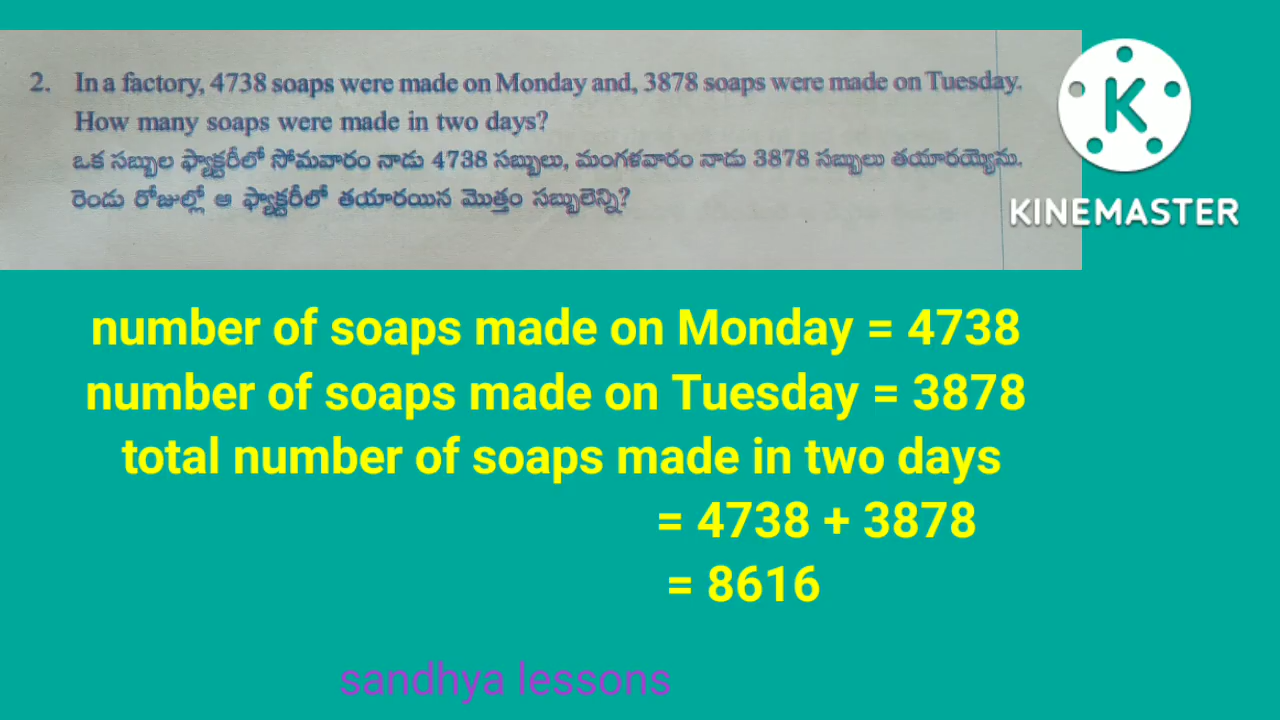 2. In a factory, 4738 soaps were made on Monday and, 3878 soaps were made on Tuesday.
How many soaps were made in two days?
ఒక సబ్బుల ఫ్యాక్టరీలో సోమవారం నాడు 4738 సబ్బులు, మంగళవారం నాడు 3878 సబ్బులు తయారయ్యెను.
రెండు రోజుల్లో ఆ ఫ్యాక్టరీలో తయారయిన మొత్తం సబ్బులెన్ని?
K
KINEMASTER
number of soaps made on Monday = 4738
number of soaps made on Tuesday = 3878
total number of soaps made in two days
= 4738 + 3878
= 8616
sandhya lessons